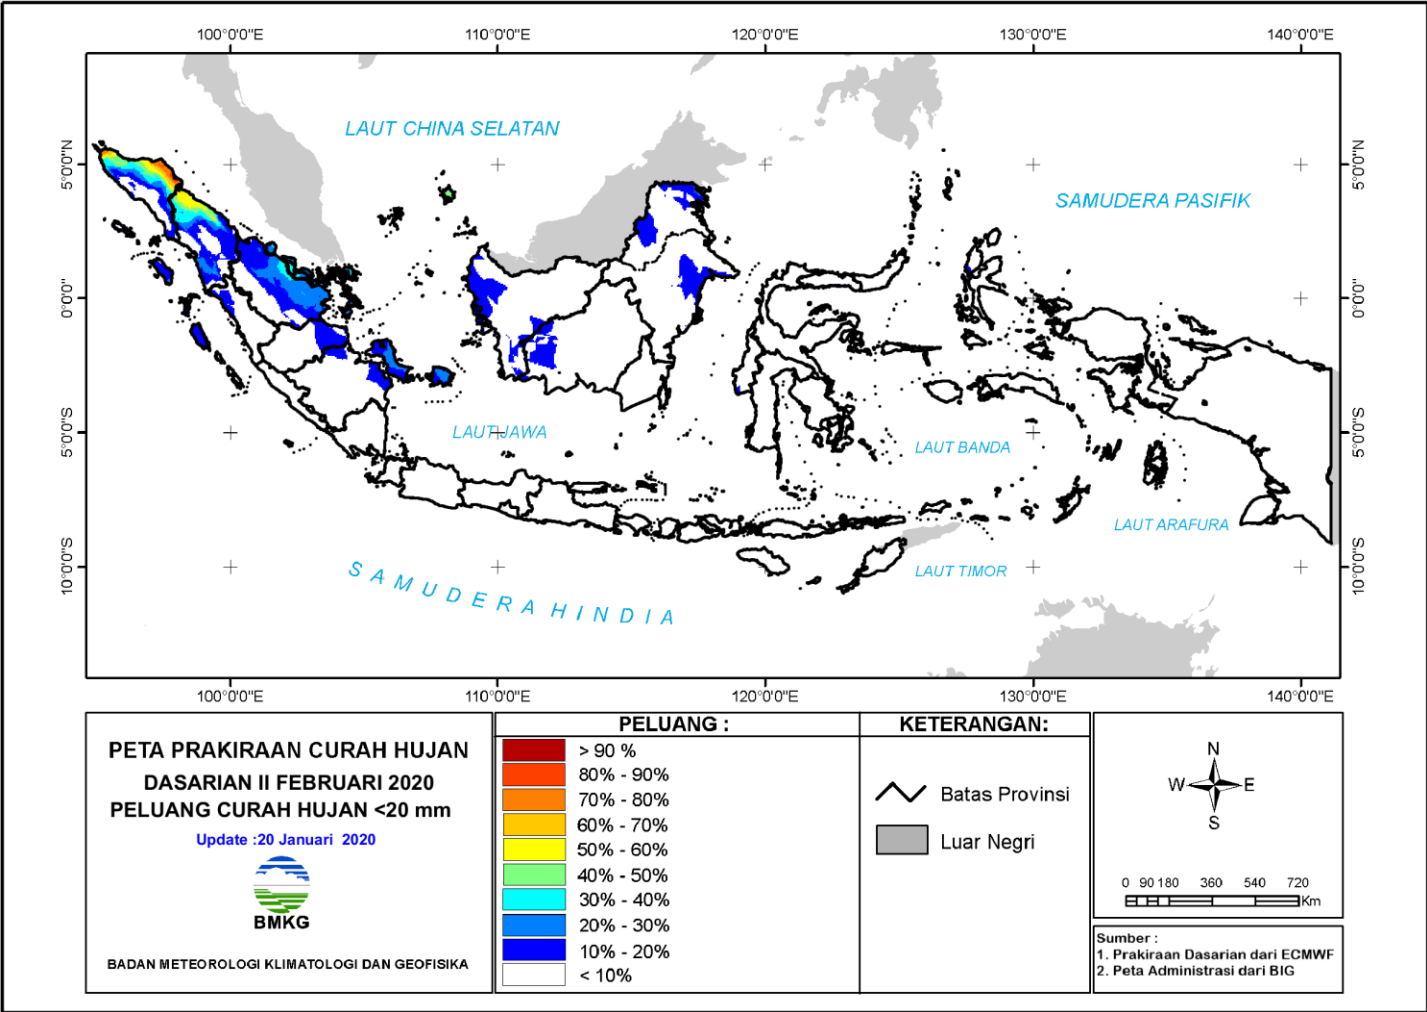 100°0'0"E 110°0'0"E 120°0'0"E 130°0'0"E 140°0'0"E
5°0'0"N 5°0'0"N
0°0'0" 0°0'0"
5°0'0"S 5°0'0"S
10°0'0"S 10°0'0"S
LAUT CHINA SELATAN
SAMUDERA PASIFIK
LAUT JAWA
LAUT BANDA
LAUT ARAFURA
LAUT TIMOR
SAMUDERA HINDIA
100°0'0"E 110°0'0"E 120°0'0"E 130°0'0"E 140°0'0"E
PETA PRAKIRAAN CURAH HUJAN
DASARIAN II FEBRUARI 2020
PELUANG CURAH HUJAN <20 mm
Update :20 Januari 2020
BMKG
BADAN METEOROLOGI KLIMATOLOGI DAN GEOFISIKA
PELUANG :
> 90 %
80% - 90%
70% - 80%
60% - 70%
50% - 60%
40% - 50%
30% - 40%
20% - 30%
10% - 20%
< 10%
KETERANGAN:
Batas Provinsi
Luar Negri
N
W E
S
0 90 180 360 540 720
Km
Sumber :
1. Prakiraan Dasarian dari ECMWF
2. Peta Administrasi dari BIG